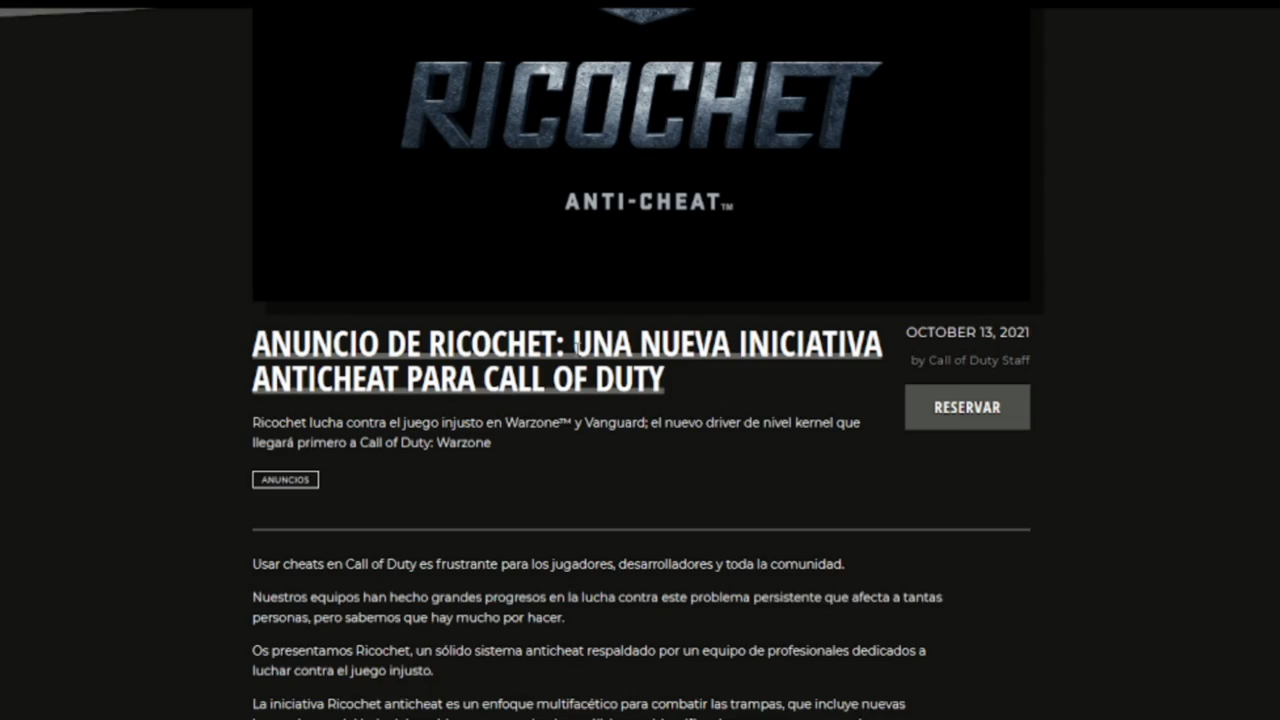 RICOCHET
ANTI-CHEAT™
ANUNCIO DE RICOCHET: UNA NUEVA INICIATIVA
ANTICHEAT PARA CALL OF DUTY
OCTOBER 13, 2021
by Call of Duty Staff
RESERVAR
Ricochet lucha contra el juego injusto en Warzone™ y Vanguard; el nuevo driver de nivel kernel que
llegará primero a Call of Duty: Warzone
ANUNCIOS
Usar cheats en Call of Duty es frustrante para los jugadores, desarrolladores y toda la comunidad.
Nuestros equipos han hecho grandes progresos en la lucha contra este problema persistente que afecta a tantas
personas, pero sabemos que hay mucho por hacer.
Os presentamos Ricochet, un sólido sistema anticheat respaldado por un equipo de profesionales dedicados a
luchar contra el juego injusto.
La iniciativa Ricochet anticheat es un enfoque multifacético para combatir las trampas, que incluye nuevas